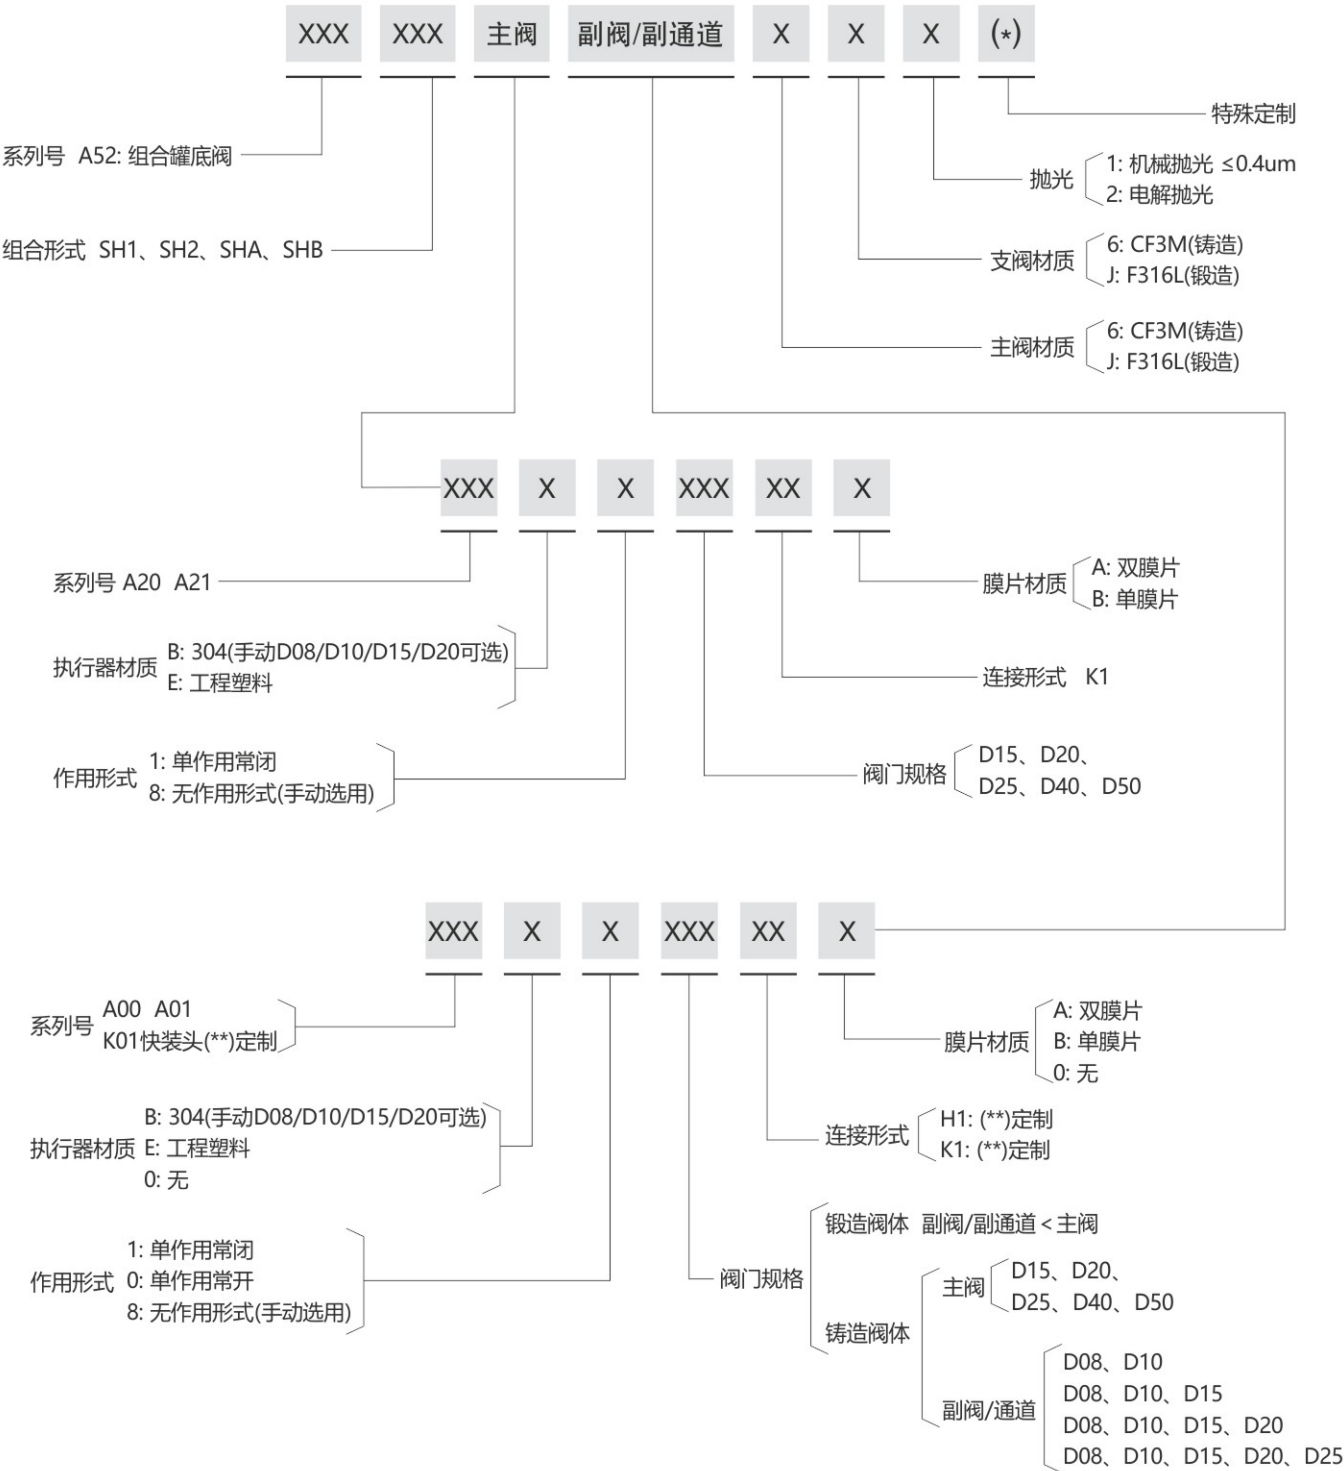 XXX XXX 主阀 副阀/副通道 X X X (*)
特殊定制
系列号 A52: 组合罐底阀
抛光
1: 机械抛光 ≤0.4um
2: 电解抛光
组合形式 SH1、SH2、SHA、SHB
支阀材质
6: CF3M(铸造)
J: F316L(锻造)
主阀材质
6: CF3M(铸造)
J: F316L(锻造)
XXX X X XXX XX X
系列号 A20 A21
膜片材质
A: 双膜片
B: 单膜片
执行器材质
B: 304(手动D08/D10/D15/D20可选)
E: 工程塑料
连接形式 K1
作用形式
1: 单作用常闭
8: 无作用形式(手动选用)
阀门规格
D15、D20、
D25、D40、D50
XXX X X XXX XX X
系列号
A00 A01
K01快装头(**)定制
膜片材质
A: 双膜片
B: 单膜片
0: 无
执行器材质
B: 304(手动D08/D10/D15/D20可选)
E: 工程塑料
0: 无
连接形式
H1: (**)定制
K1: (**)定制
作用形式
1: 单作用常闭
0: 单作用常开
8: 无作用形式(手动选用)
阀门规格
锻造阀体 副阀/副通道 < 主阀
铸造阀体
主阀
D15、D20、
D25、D40、D50
副阀/通道
D08、D10
D08、D10、D15
D08、D10、D15、D20
D08、D10、D15、D20、D25